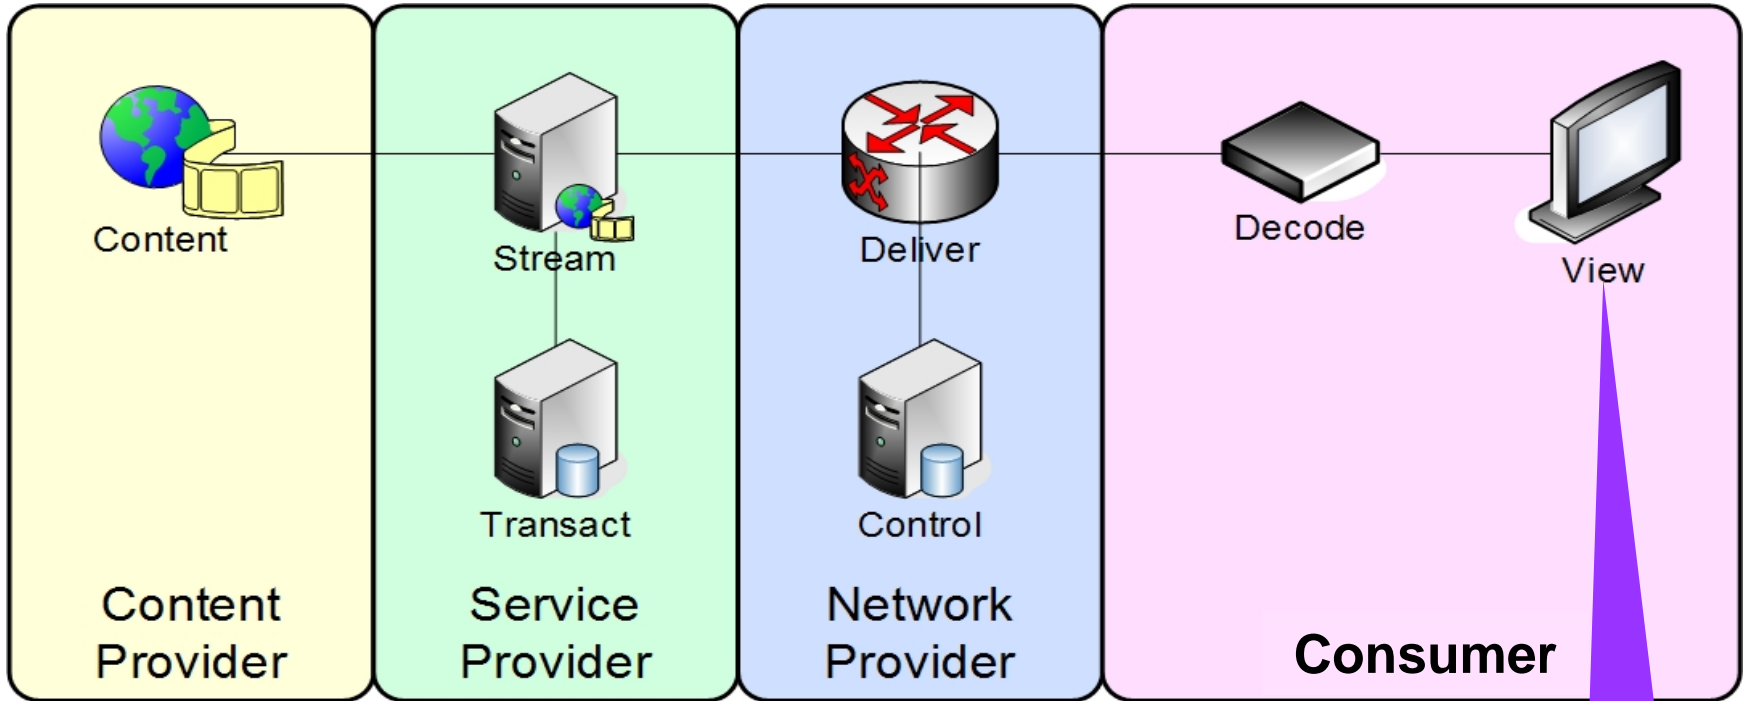 Content
Stream
Deliver
Decode
View
Transact
Control
Content
Provider
Service
Provider
Network
Provider
Consumer